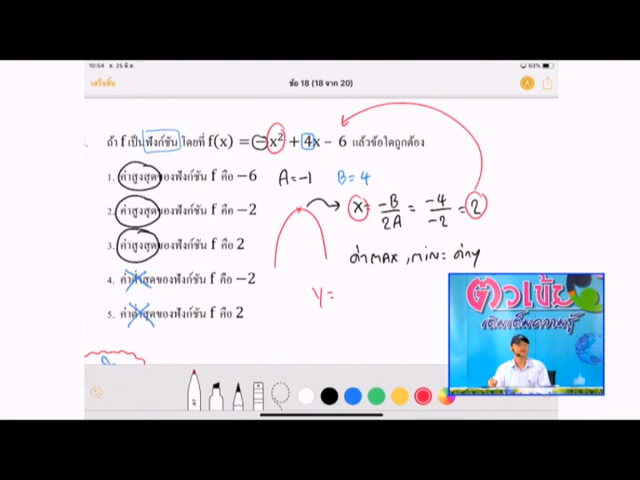 10:54 อ. 25 มี.ค.
93%
เสร็จสิ้น
ข้อ 18 (18 จาก 20)
ถ้า f เป็น ฟังก์ชัน โดยที่ f(x) = −x² + 4x − 6 แล้วข้อใดถูกต้อง
1. ค่าสูงสุดของฟังก์ชัน f คือ −6
A = −1 B = 4
2. ค่าสูงสุดของฟังก์ชัน f คือ −2
x = −B/2A = −4/−2 = 2
3. ค่าสูงสุดของฟังก์ชัน f คือ 2
ค่า MAX , MIN = ค่า y
4. ค่าต่ำสุดของฟังก์ชัน f คือ −2
Y =
5. ค่าต่ำสุดของฟังก์ชัน f คือ 2
ติวเข้ม
เติมเต็มความรู้